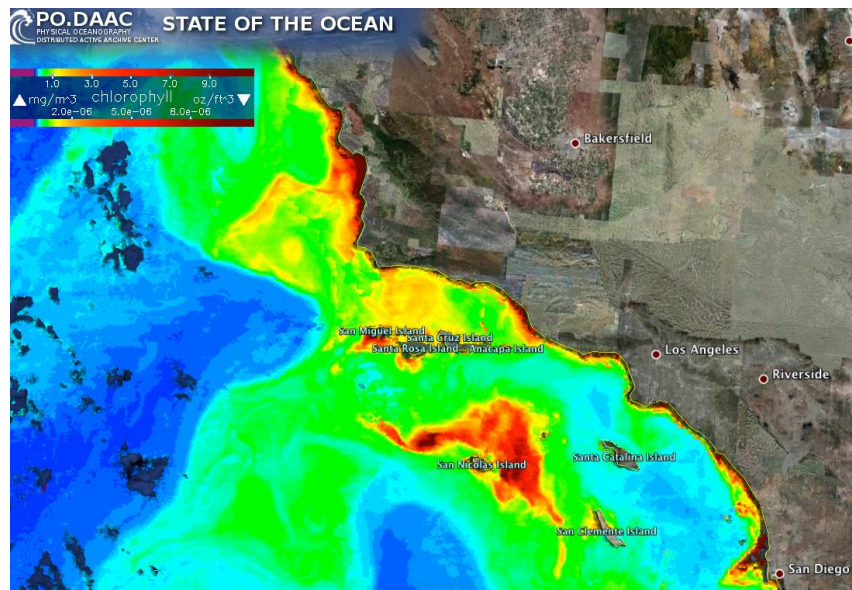 PO.DAAC
PHYSICAL OCEANOGRAPHY
DISTRIBUTED ACTIVE ARCHIVE CENTER
STATE OF THE OCEAN
1.0 3.0 5.0 7.0 9.0
mg/m^3 chlorophyll oz/ft^3
2.0e-06 5.0e-06 8.0e-06
Bakersfield
San Miguel Island
Santa Cruz Island
Santa Rosa Island
Anacapa Island
Los Angeles
Riverside
Santa Catalina Island
San Nicolas Island
San Clemente Island
San Diego